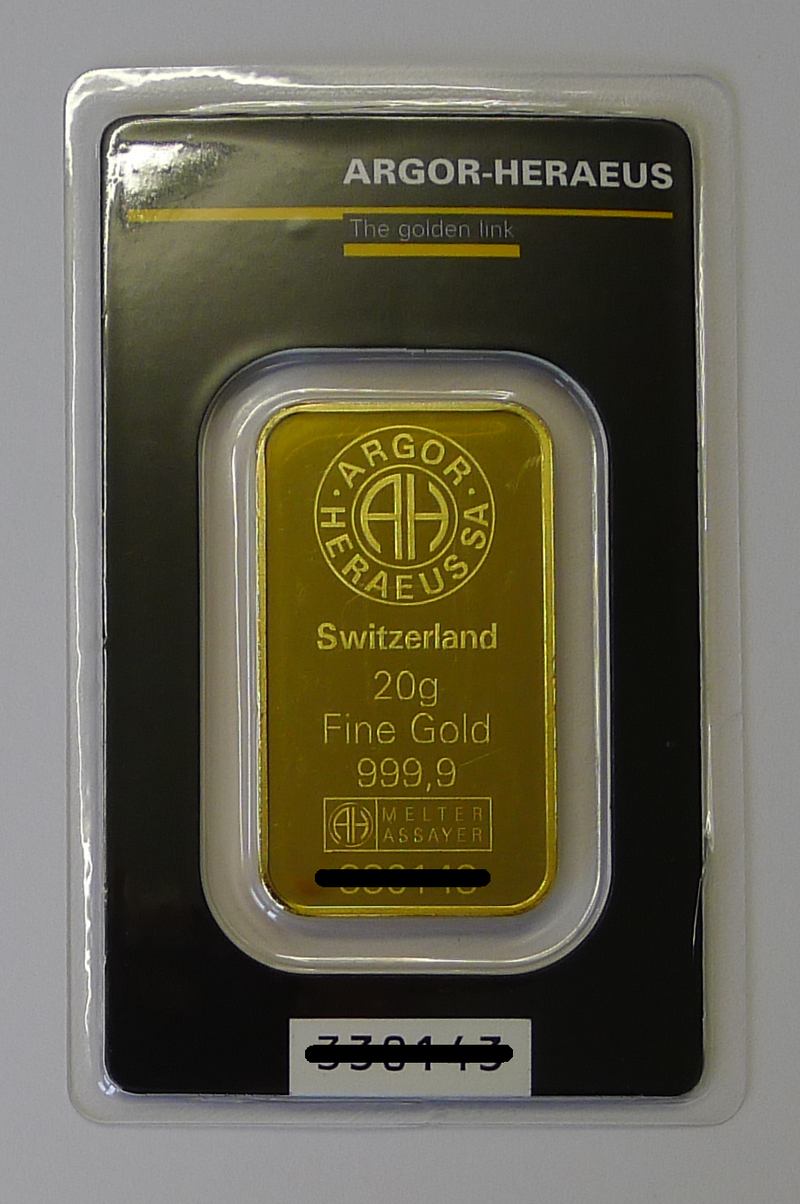 ARGOR-HERAEUS
The golden link
·ARGOR·
HERAEUS SA
AH
Switzerland
20g
Fine Gold
999,9
AH MELTER
ASSAYER